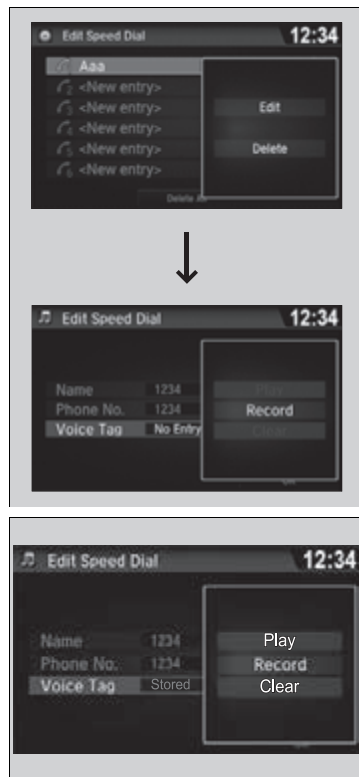 Edit Speed Dial 12:34
Aaa
<New entry>
<New entry>
<New entry>
<New entry>
<New entry>
Edit
Delete
Delete All
Edit Speed Dial 12:34
Name 1234
Phone No. 1234
Voice Tag No Entry
Play
Record
Clear
Edit Speed Dial 12:34
Name 1234
Phone No. 1234
Voice Tag Stored
Play
Record
Clear